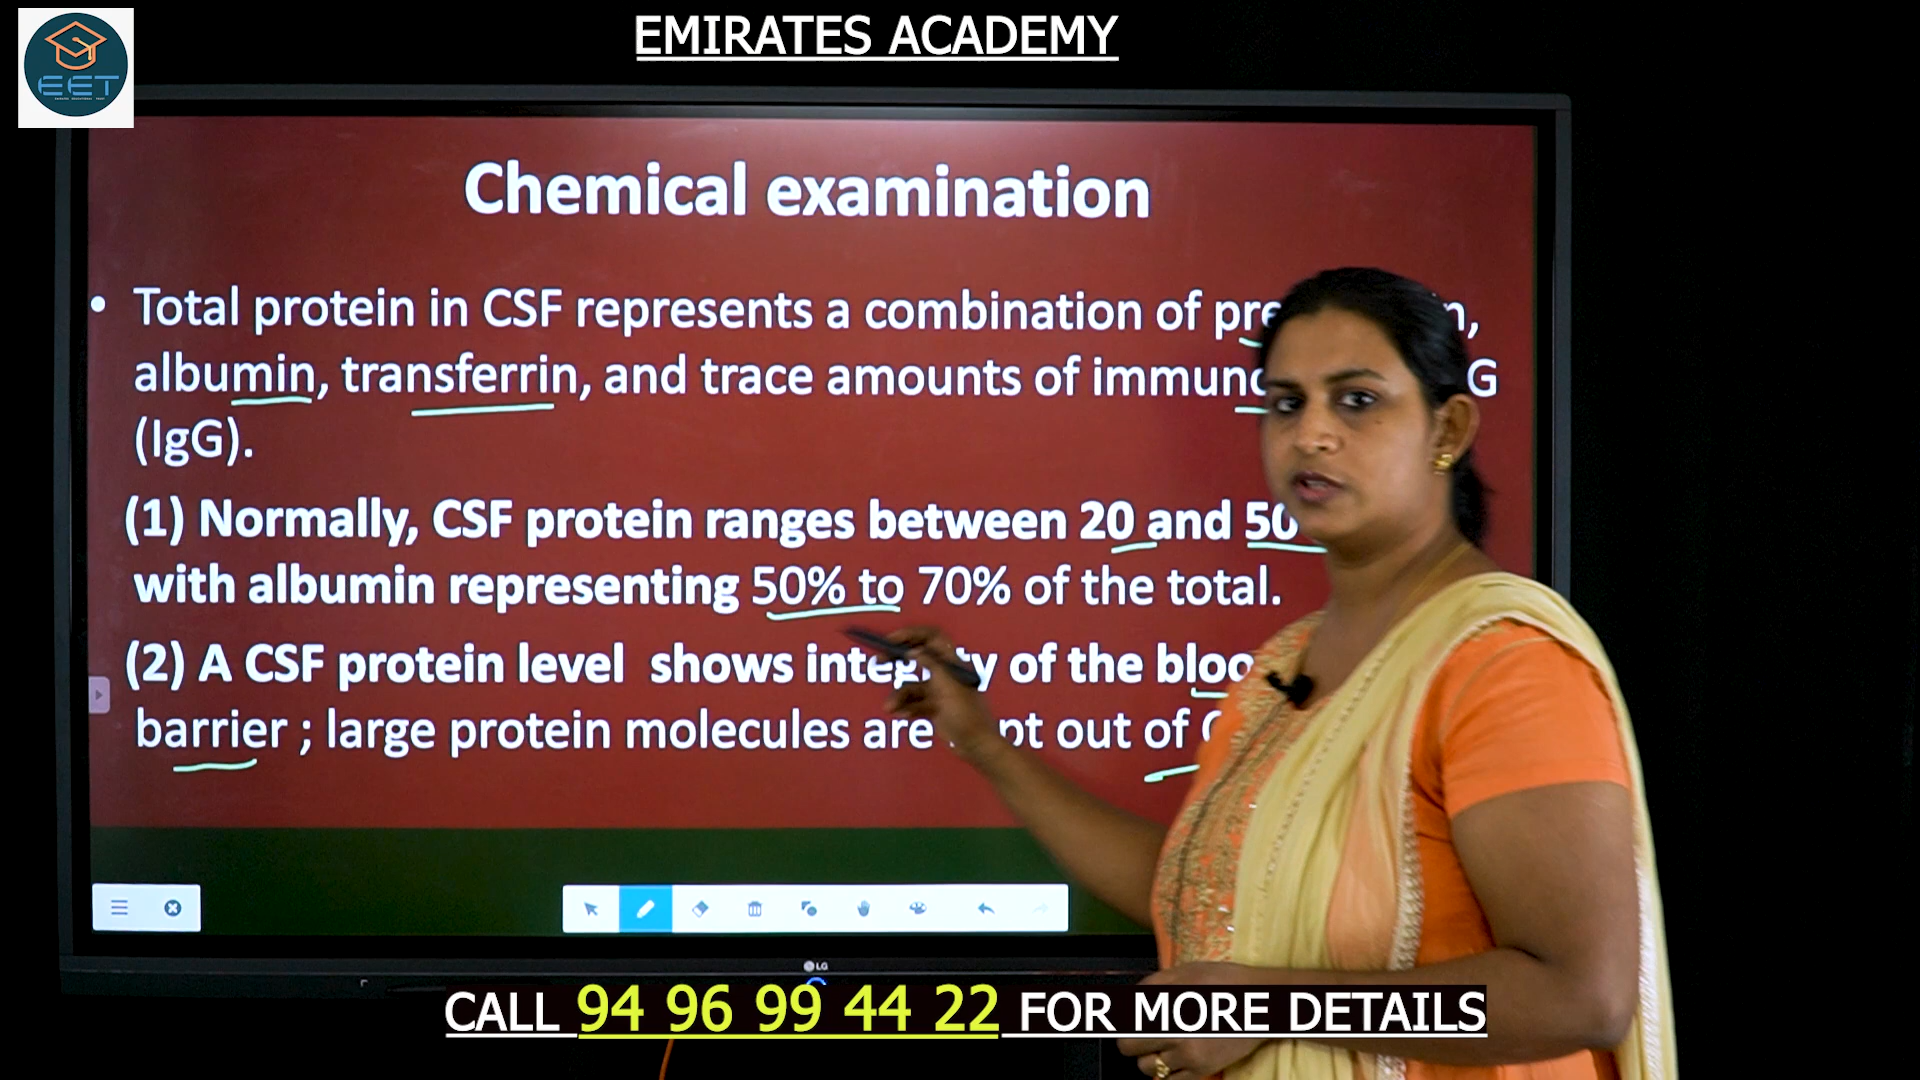 EMIRATES ACADEMY
EET
Chemical examination
• Total protein in CSF represents a combination of
albumin, transferrin, and trace amounts of G
(IgG).
(1) Normally, CSF protein ranges between 20 and 50
with albumin representing 50% to 70% of the total.
(2) A CSF protein level shows of the
barrier ; large protein molecules are out of
LG
CALL 94 96 99 44 22 FOR MORE DETAILS